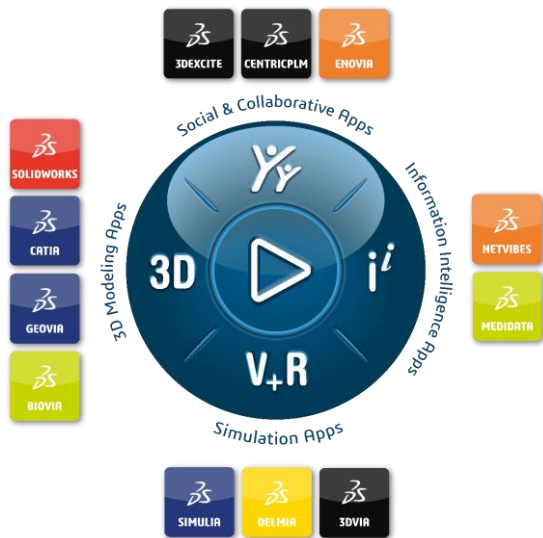 3DEXCITE
CENTRICPLM
ENOVIA
Social & Collaborative Apps
SOLIDWORKS
CATIA
GEOVIA
BIOVIA
3D Modeling Apps
3D
i i
V+R
Information Intelligence Apps
NETVIBES
MEDIDATA
Simulation Apps
SIMULIA
DELMIA
3DVIA